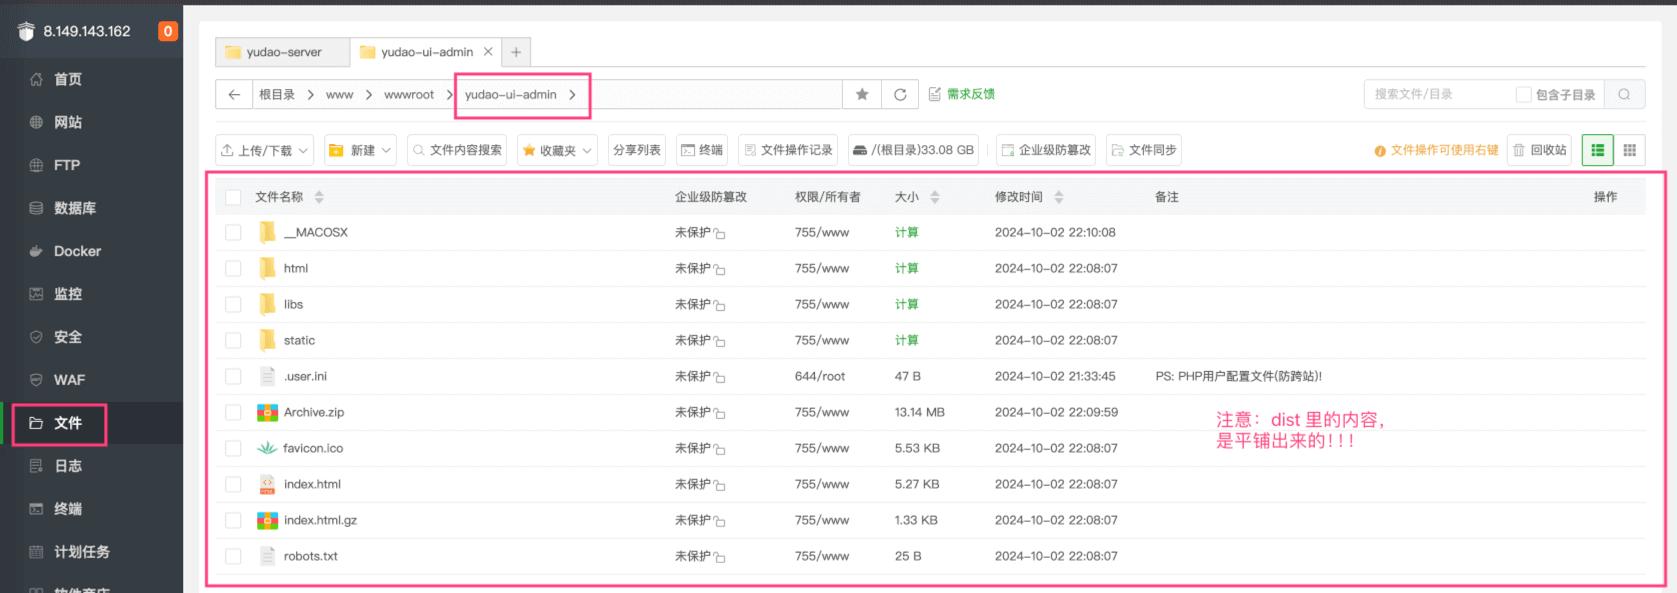 8.149.143.162 0
首页
网站
FTP
数据库
Docker
监控
安全
WAF
文件
日志
终端
计划任务
软件商店
yudao-server yudao-ui-admin
根目录 www wwwroot yudao-ui-admin 需求反馈 搜索文件/目录 包含子目录
上传/下载 新建 文件内容搜索 收藏夹 分享列表 终端 文件操作记录 /(根目录)33.08 GB 企业级防篡改 文件同步 文件操作可使用右键 回收站
文件名称 企业级防篡改 权限/所有者 大小 修改时间 备注 操作
__MACOSX 未保护 755/www 计算 2024-10-02 22:10:08
html 未保护 755/www 计算 2024-10-02 22:08:07
libs 未保护 755/www 计算 2024-10-02 22:08:07
static 未保护 755/www 计算 2024-10-02 22:08:07
.user.ini 未保护 644/root 47 B 2024-10-02 21:33:45 PS: PHP用户配置文件(防跨站)!
Archive.zip 未保护 755/www 13.14 MB 2024-10-02 22:09:59
favicon.ico 未保护 755/www 5.53 KB 2024-10-02 22:08:07
index.html 未保护 755/www 5.27 KB 2024-10-02 22:08:07
index.html.gz 未保护 755/www 1.33 KB 2024-10-02 22:08:07
robots.txt 未保护 755/www 25 B 2024-10-02 22:08:07
注意：dist 里的内容，
是平铺出来的！！！